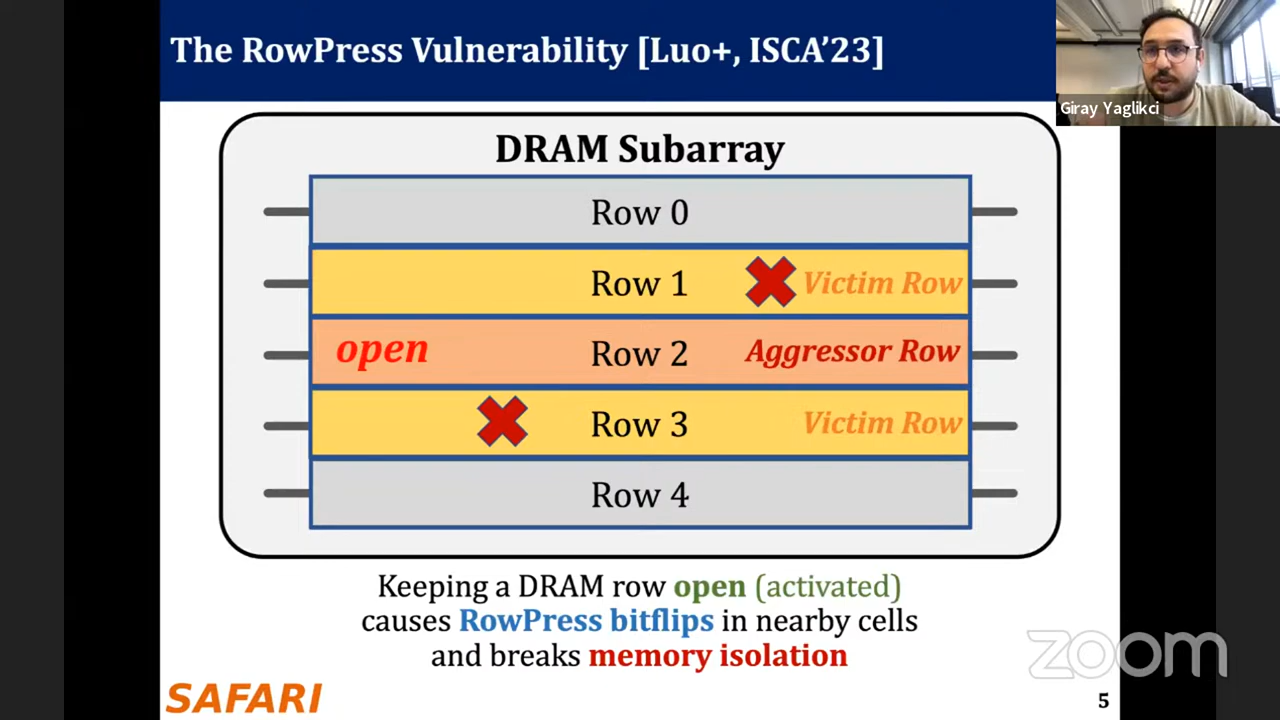 The RowPress Vulnerability [Luo+, ISCA'23]
Giray Yaglikci
DRAM Subarray
Row 0
Row 1 Victim Row
open Row 2 Aggressor Row
Row 3 Victim Row
Row 4
Keeping a DRAM row open (activated)
causes RowPress bitflips in nearby cells
and breaks memory isolation
zoom
SAFARI
5